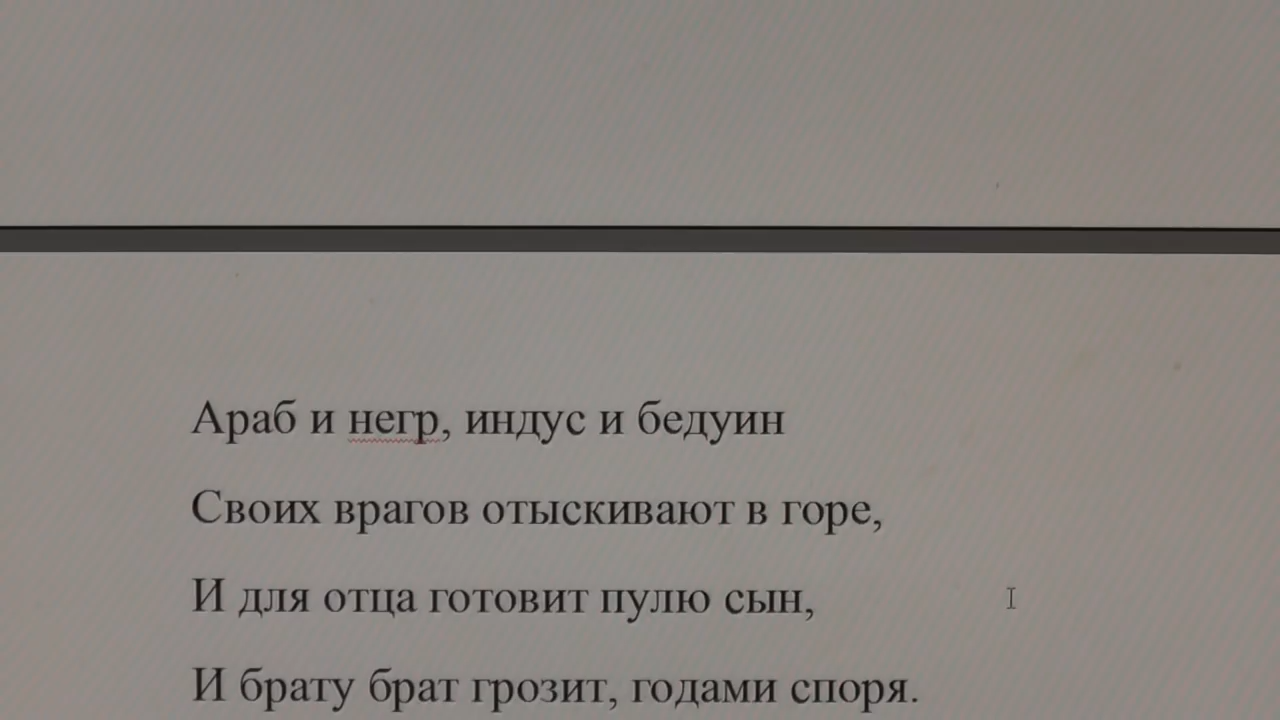 Араб и негр, индус и бедуин
Своих врагов отыскивают в горе,
И для отца готовит пулю сын,
И брату брат грозит, годами споря.